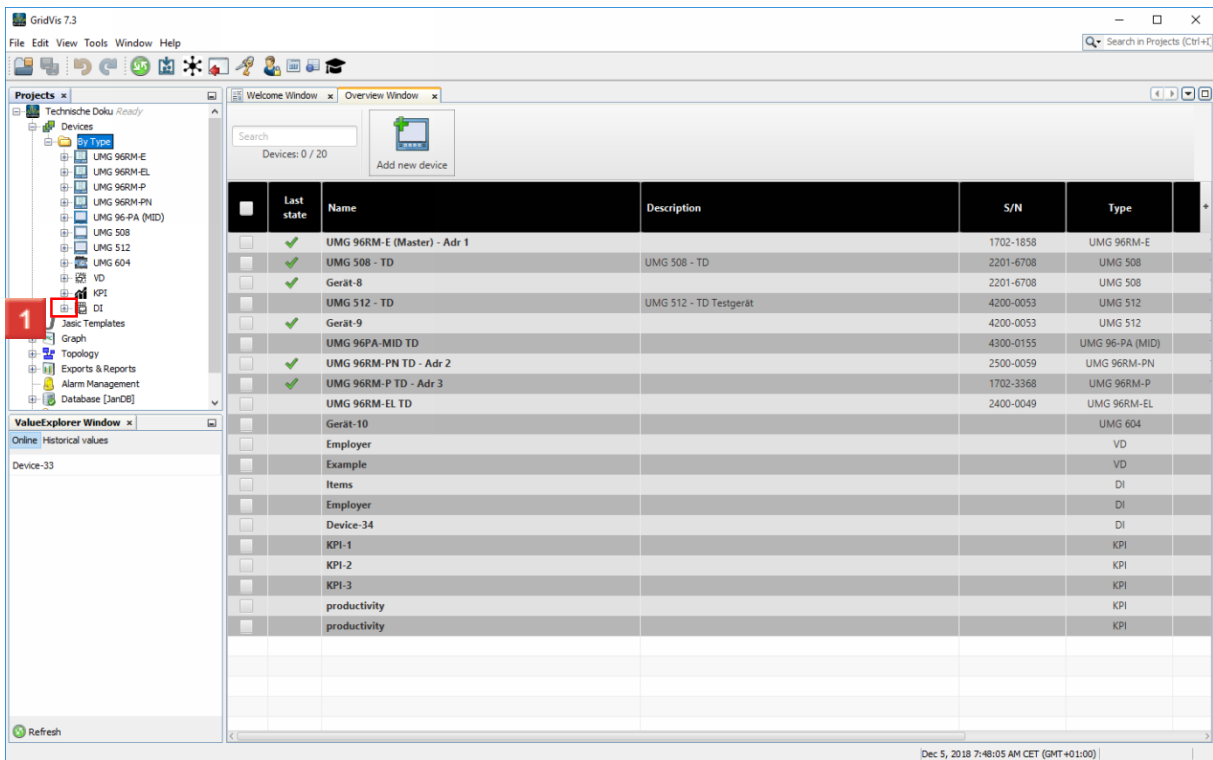 GridVis 7.3
File Edit View Tools Window Help
Search in Projects (Ctrl+I
Projects
Technische Doku Ready
Devices
By Type
UMG 96RM-E
UMG 96RM-EL
UMG 96RM-P
UMG 96RM-PN
UMG 96-PA (MID)
UMG 508
UMG 512
UMG 604
VD
KPI
1 DI
Jasic Templates
Graph
Topology
Exports & Reports
Alarm Management
Database [JanDB]
ValueExplorer Window
Online Historical values
Device-33
Refresh
Welcome Window Overview Window
Search
Devices: 0 / 20
Add new device
Last state Name Description S/N Type
UMG 96RM-E (Master) - Adr 1 1702-1858 UMG 96RM-E
UMG 508 - TD UMG 508 - TD 2201-6708 UMG 508
Gerät-8 2201-6708 UMG 508
UMG 512 - TD UMG 512 - TD Testgerät 4200-0053 UMG 512
Gerät-9 4200-0053 UMG 512
UMG 96PA-MID TD 4300-0155 UMG 96-PA (MID)
UMG 96RM-PN TD - Adr 2 2500-0059 UMG 96RM-PN
UMG 96RM-P TD - Adr 3 1702-3368 UMG 96RM-P
UMG 96RM-EL TD 2400-0049 UMG 96RM-EL
Gerät-10 UMG 604
Employer VD
Example VD
Items DI
Employer DI
Device-34 DI
KPI-1 KPI
KPI-2 KPI
KPI-3 KPI
productivity KPI
productivity KPI
Dec 5, 2018 7:48:05 AM CET (GMT+01:00)